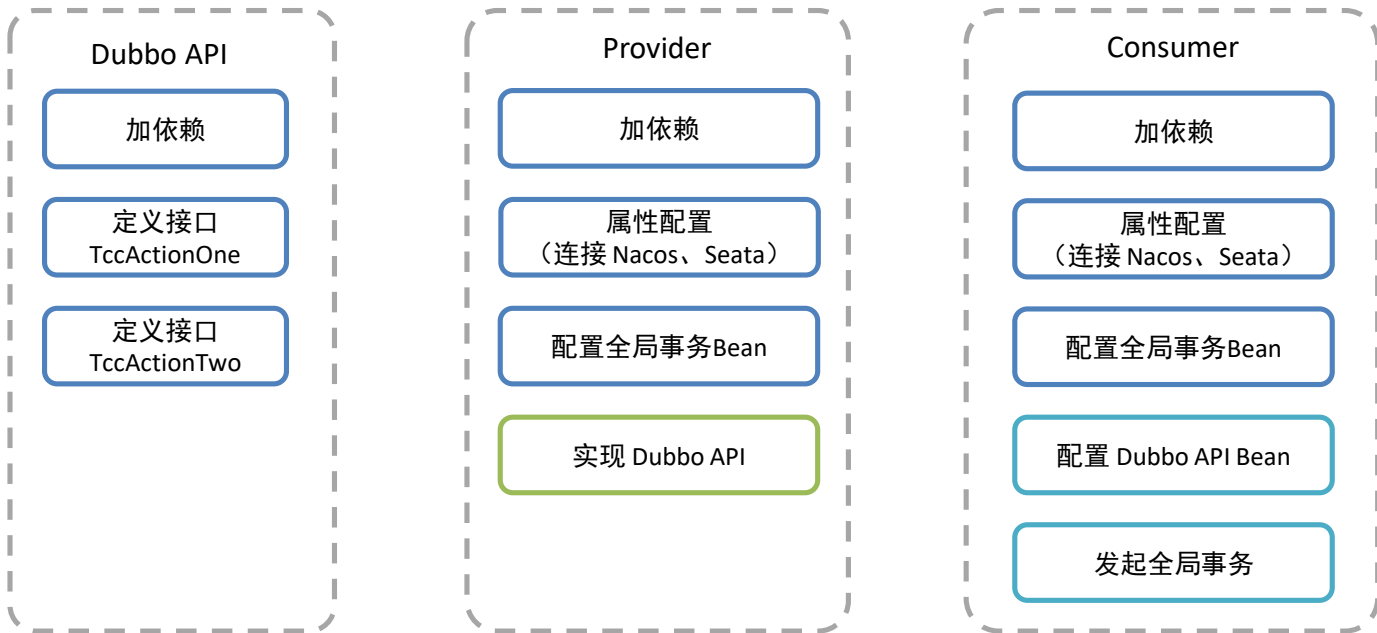 Dubbo API
加依赖
定义接口
TccActionOne
定义接口
TccActionTwo
Provider
加依赖
属性配置
（连接 Nacos、Seata）
配置全局事务Bean
实现 Dubbo API
Consumer
加依赖
属性配置
（连接 Nacos、Seata）
配置全局事务Bean
配置 Dubbo API Bean
发起全局事务